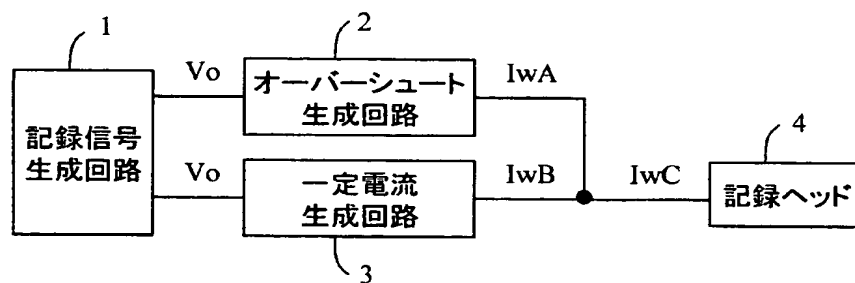 1
記録信号
生成回路
Vo
Vo
2
オーバーシュート
生成回路
一定電流
生成回路
3
IwA
IwB
IwC
4
記録ヘッド